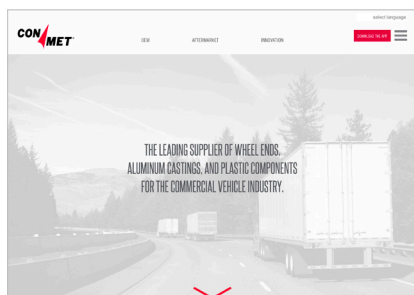 select language
CON MET
OEM
AFTERMARKET
INNOVATION
DOWNLOAD THE APP
THE LEADING SUPPLIER OF WHEEL ENDS,
ALUMINUM CASTINGS, AND PLASTIC COMPONENTS
FOR THE COMMERCIAL VEHICLE INDUSTRY.